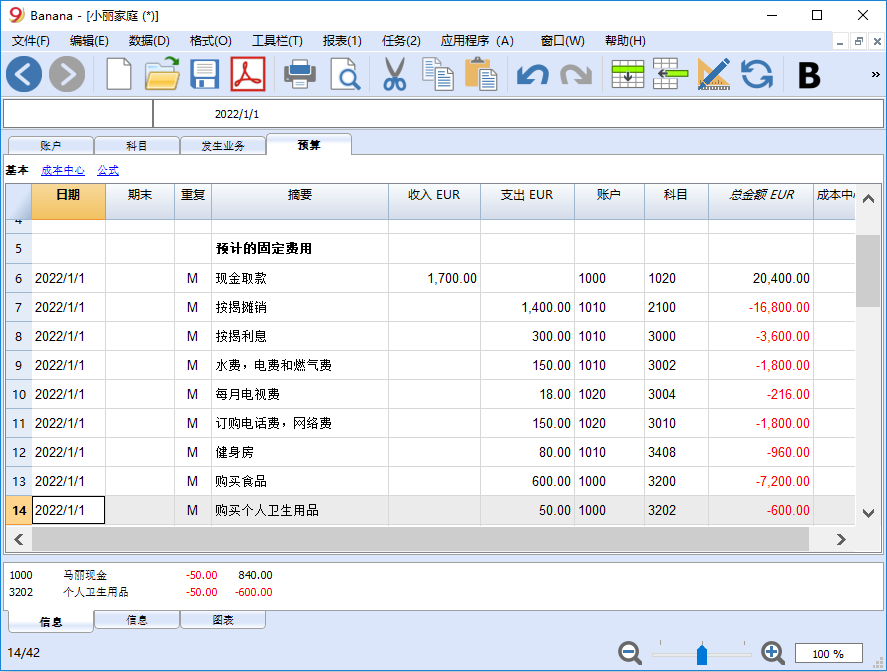 Banana - [小丽家庭 (*)]
文件(F) 编辑(E) 数据(D) 格式(O) 工具栏(T) 报表(1) 任务(2) 应用程序（A） 窗口(W) 帮助(H)
B »
2022/1/1
账户 科目 发生业务 预算
基本 成本中心 公式
日期 期末 重复 摘要 收入 EUR 支出 EUR 账户 科目 总金额 EUR 成本中
5 预计的固定费用
6 2022/1/1 M 现金取款 1,700.00 1000 1020 20,400.00
7 2022/1/1 M 按揭摊销 1,400.00 1010 2100 -16,800.00
8 2022/1/1 M 按揭利息 300.00 1010 3000 -3,600.00
9 2022/1/1 M 水费，电费和燃气费 150.00 1010 3002 -1,800.00
10 2022/1/1 M 每月电视费 18.00 1020 3004 -216.00
11 2022/1/1 M 订购电话费，网络费 150.00 1020 3010 -1,800.00
12 2022/1/1 M 健身房 80.00 1010 3408 -960.00
13 2022/1/1 M 购买食品 600.00 1000 3200 -7,200.00
14 2022/1/1 M 购买个人卫生用品 50.00 1000 3202 -600.00
1000 马丽现金 -50.00 840.00
3202 个人卫生用品 -50.00 -600.00
信息 信息 图表
14/42 100 %